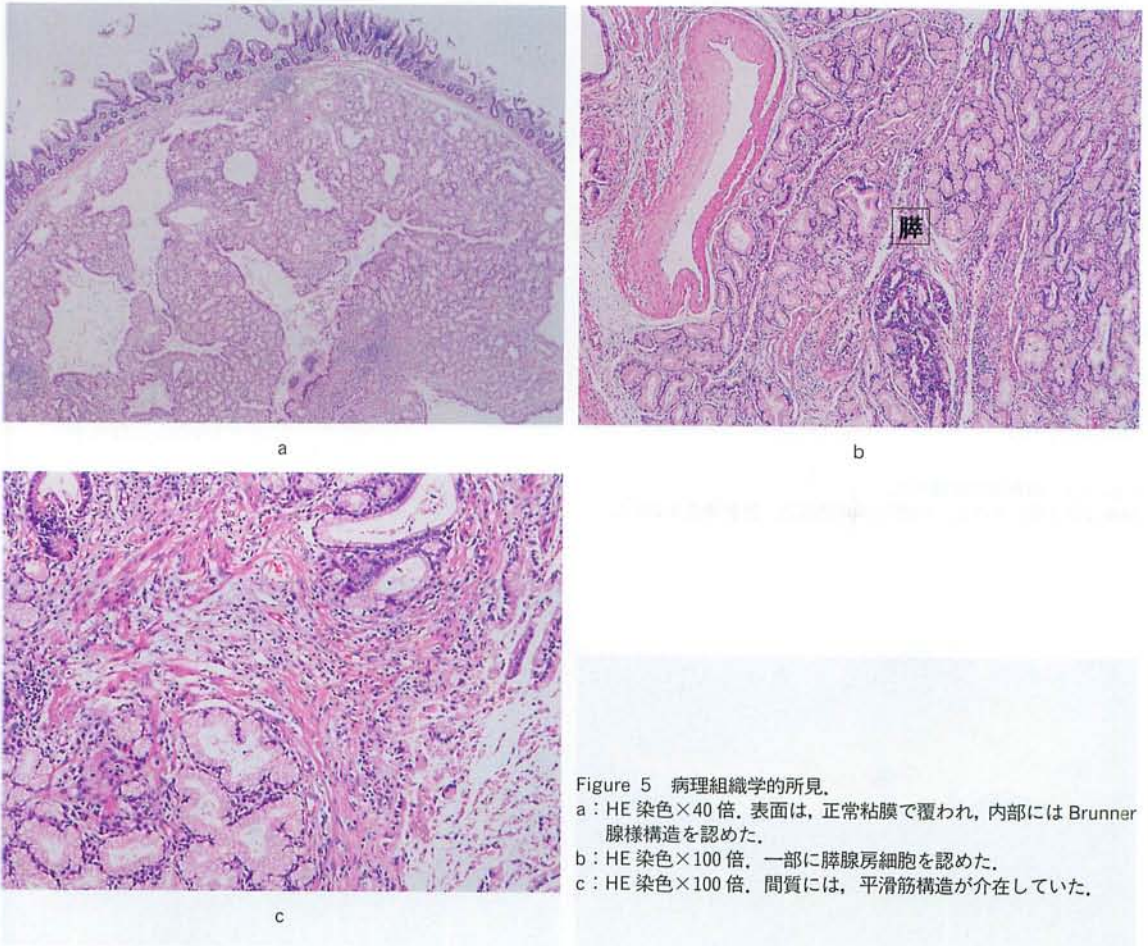 a
膵
b
c
Figure 5 病理組織学的所見.
a:HE 染色×40 倍.表面は,正常粘膜で覆われ,内部には Brunner
腺様構造を認めた.
b:HE 染色×100 倍.一部に膵腺房細胞を認めた.
c:HE 染色×100 倍.間質には,平滑筋構造が介在していた.